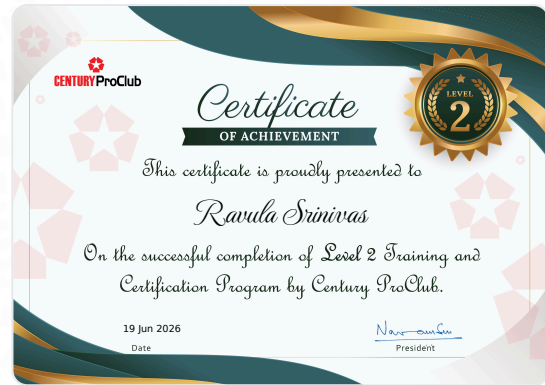 CENTURY ProClub
Certificate
OF ACHIEVEMENT
LEVEL
2
This certificate is proudly presented to
Ravula Srinivas
On the successful completion of Level 2 Training and
Certification Program by Century ProClub.
19 Jun 2026
Date
President